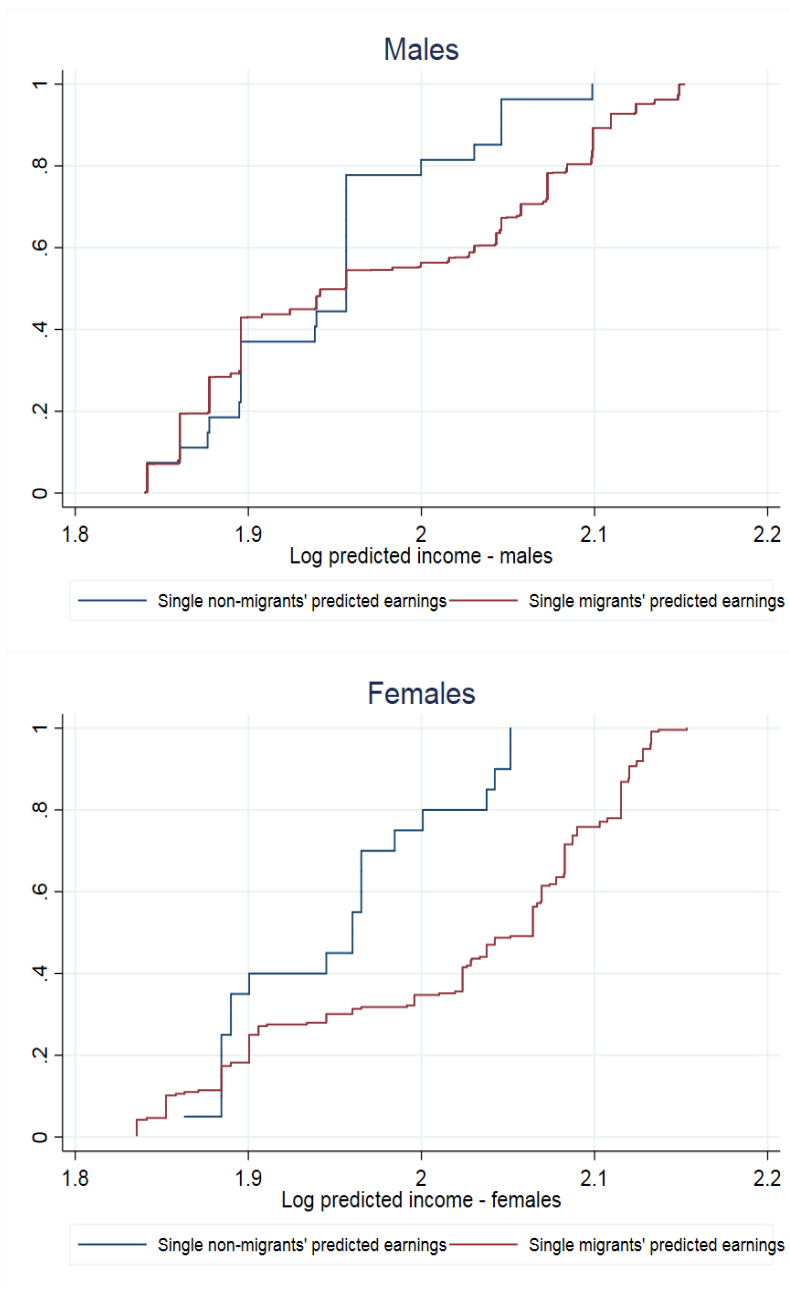 Males
1
.8
.6
.4
.2
0
1.8 1.9 2 2.1 2.2
Log predicted income - males
Single non-migrants' predicted earnings Single migrants' predicted earnings
Females
1
.8
.6
.4
.2
0
1.8 1.9 2 2.1 2.2
Log predicted income - females
Single non-migrants' predicted earnings Single migrants' predicted earnings